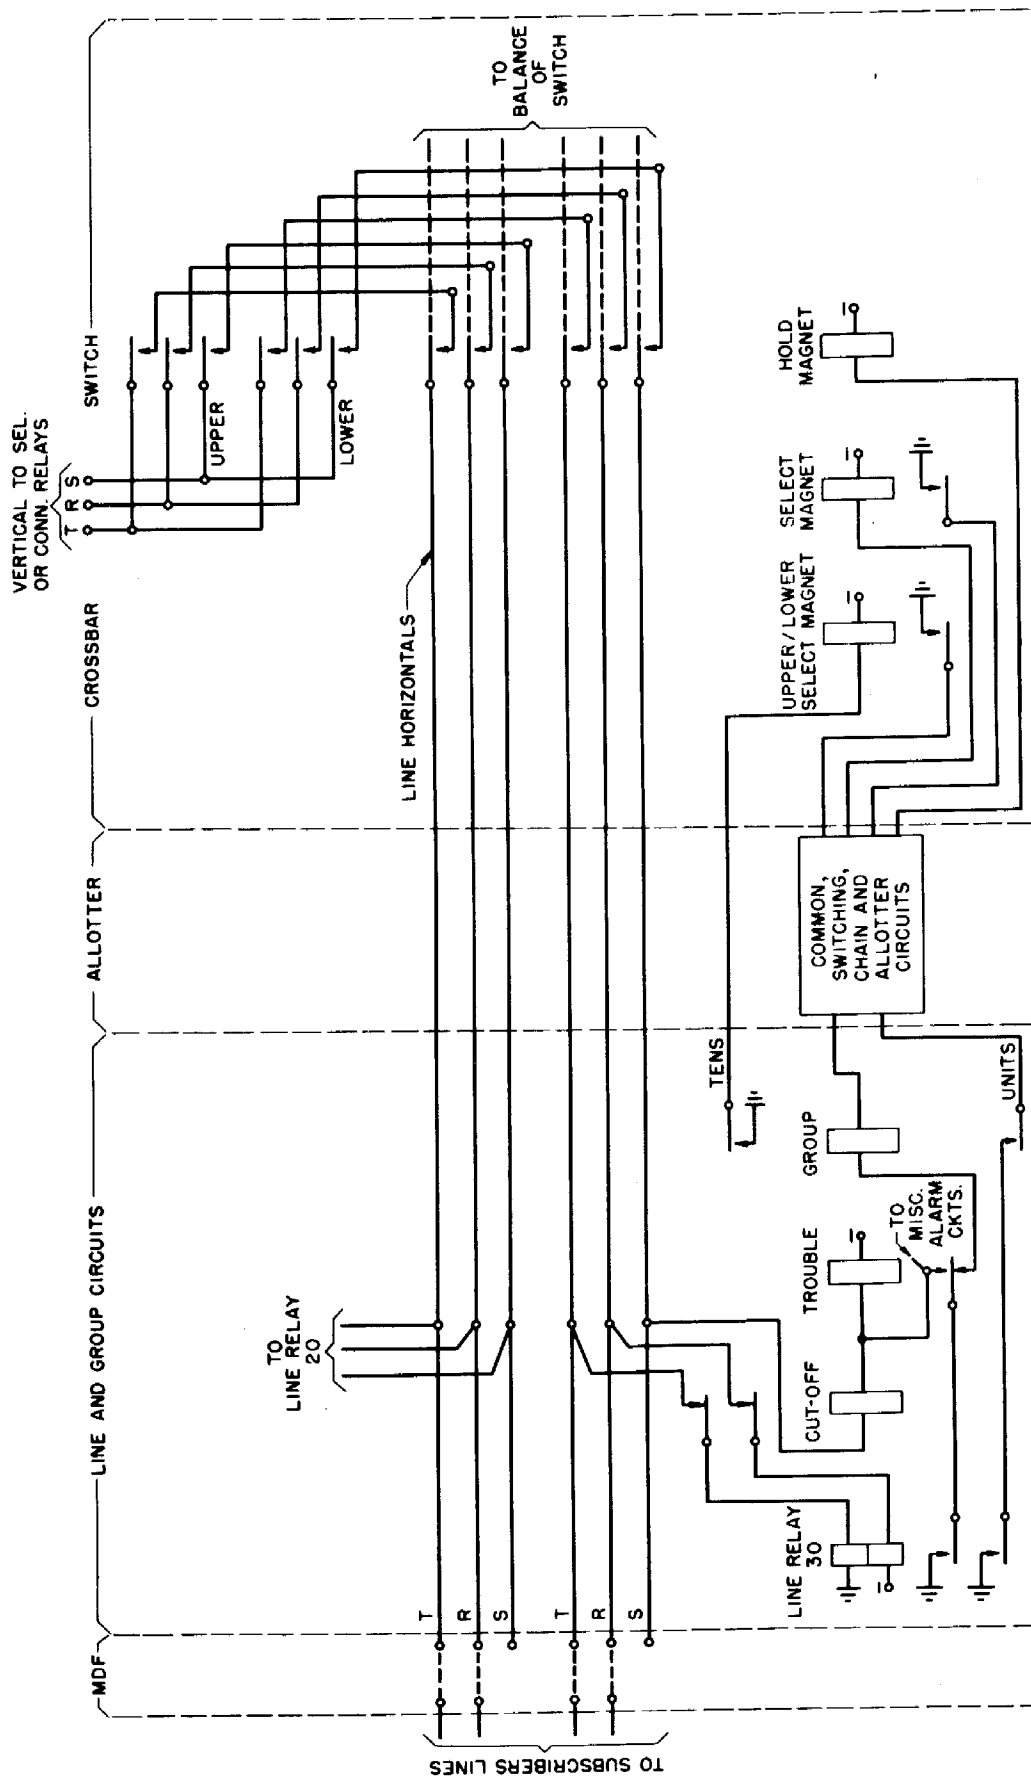 MDF
LINE AND GROUP CIRCUITS
ALLOTTER
CROSSBAR
SWITCH
VERTICAL TO SEL.
OR CONN. RELAYS
T R S
UPPER
LOWER
TO
BALANCE
OF
SWITCH
TO
LINE RELAY
20
LINE HORIZONTALS
T
R
S
T
R
S
TO SUBSCRIBERS LINES
TENS
UPPER/LOWER
SELECT MAGNET
SELECT
MAGNET
HOLD
MAGNET
LINE RELAY
30
CUT-OFF
TROUBLE
GROUP
COMMON,
SWITCHING,
CHAIN AND
ALLOTTER
CIRCUITS
TO
MISC.
ALARM
CKTS.
UNITS